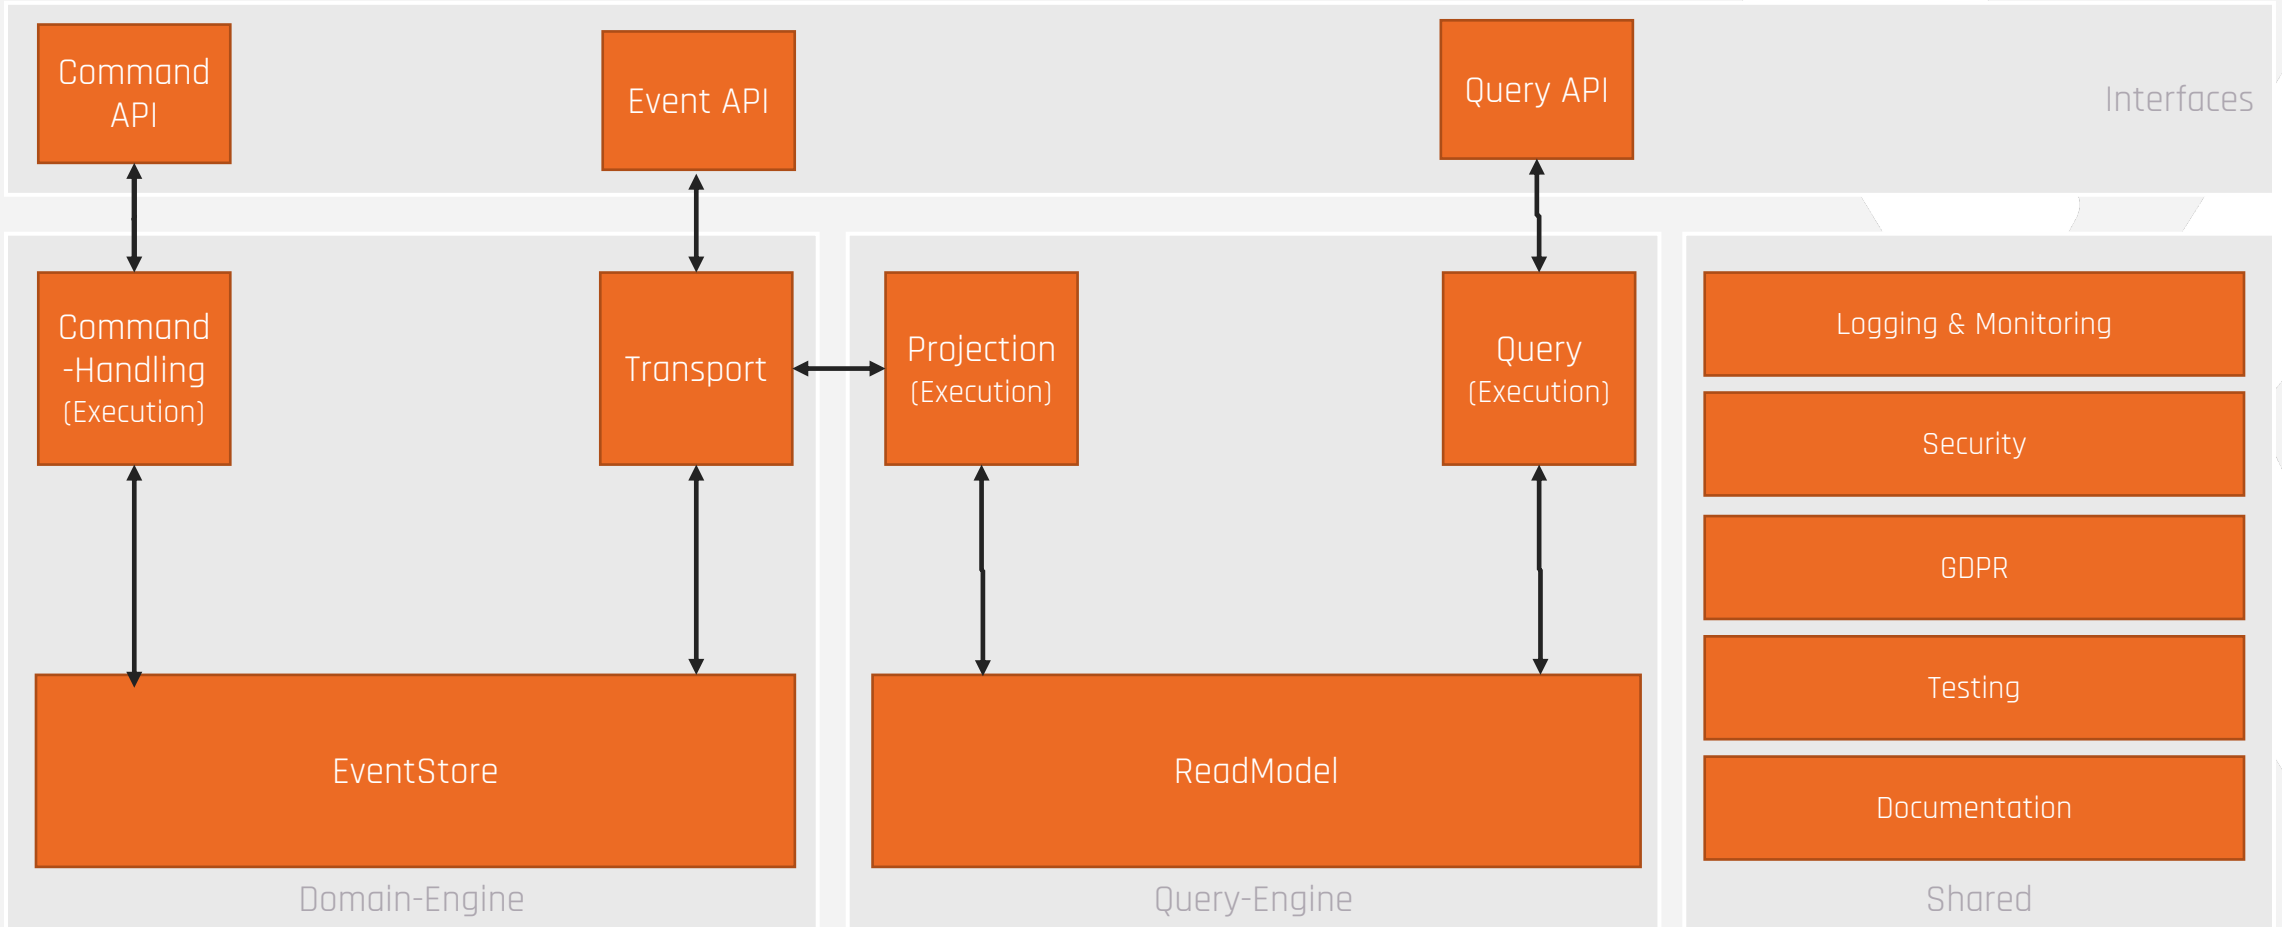 Command
API
Event API
Query API
Interfaces
Command
-Handling
(Execution)
Transport
Projection
(Execution)
Query
(Execution)
Logging & Monitoring
Security
GDPR
Testing
Documentation
EventStore
ReadModel
Domain-Engine
Query-Engine
Shared